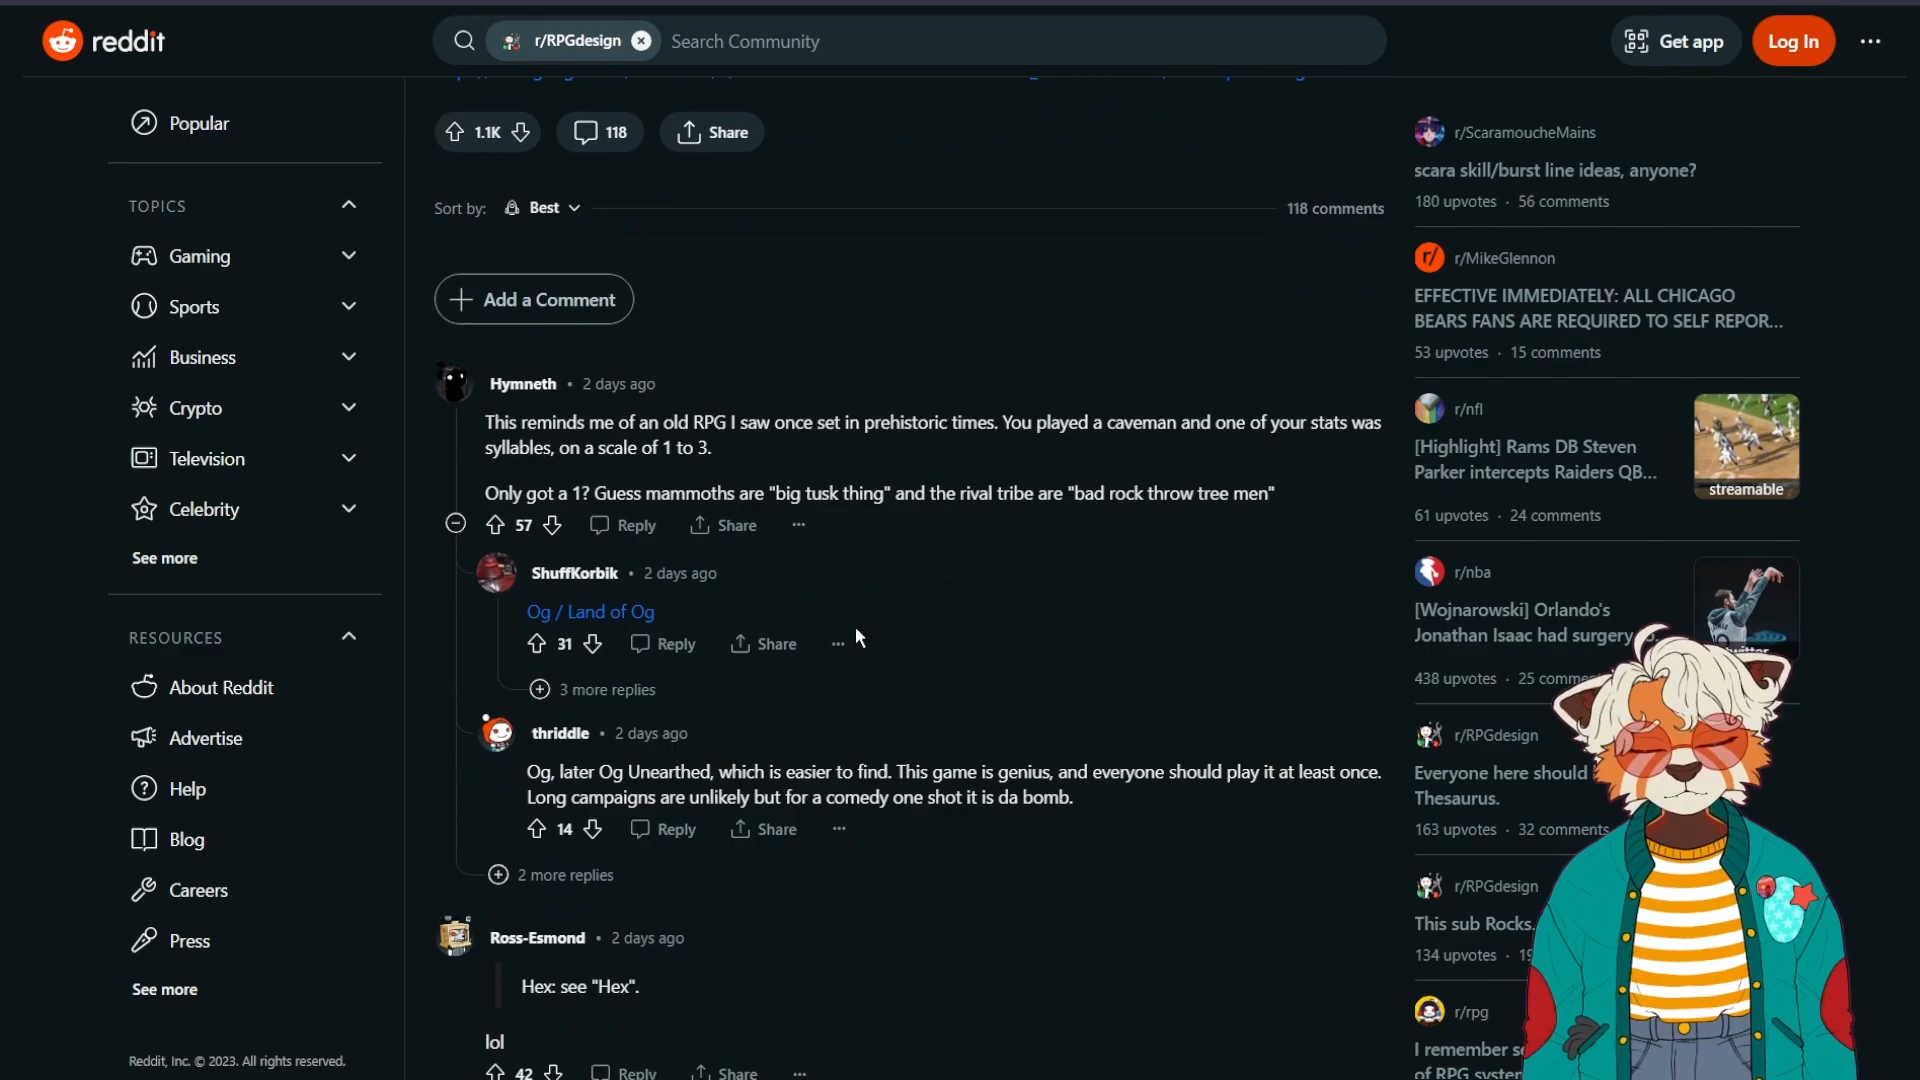 reddit
r/RPGdesign
Search Community
Get app
Log In
Popular
TOPICS
Gaming
Sports
Business
Crypto
Television
Celebrity
See more
RESOURCES
About Reddit
Advertise
Help
Blog
Careers
Press
See more
Reddit, Inc. © 2023. All rights reserved.
1.1K
118
Share
Sort by:
Best
118 comments
Add a Comment
Hymneth • 2 days ago
This reminds me of an old RPG I saw once set in prehistoric times. You played a caveman and one of your stats was
syllables, on a scale of 1 to 3.
Only got a 1? Guess mammoths are "big tusk thing" and the rival tribe are "bad rock throw tree men"
57
Reply
Share
ShuffKorbik • 2 days ago
Og / Land of Og
31
Reply
Share
3 more replies
thriddle • 2 days ago
Og, later Og Unearthed, which is easier to find. This game is genius, and everyone should play it at least once.
Long campaigns are unlikely but for a comedy one shot it is da bomb.
14
Reply
Share
2 more replies
Ross-Esmond • 2 days ago
Hex: see "Hex".
lol
42
Reply
Share
r/ScaramoucheMains
scara skill/burst line ideas, anyone?
180 upvotes · 56 comments
r/MikeGlennon
EFFECTIVE IMMEDIATELY: ALL CHICAGO
BEARS FANS ARE REQUIRED TO SELF REPOR...
53 upvotes · 15 comments
r/nfl
[Highlight] Rams DB Steven
Parker intercepts Raiders QB...
streamable
61 upvotes · 24 comments
r/nba
[Wojnarowski] Orlando's
Jonathan Isaac had surgery
438 upvotes · 25
r/RPGdesign
Everyone here should
Thesaurus.
163 upvotes · 32 comments
r/RPGdesign
This sub Rocks.
134 upvotes
r/rpg
I remember
of RPG